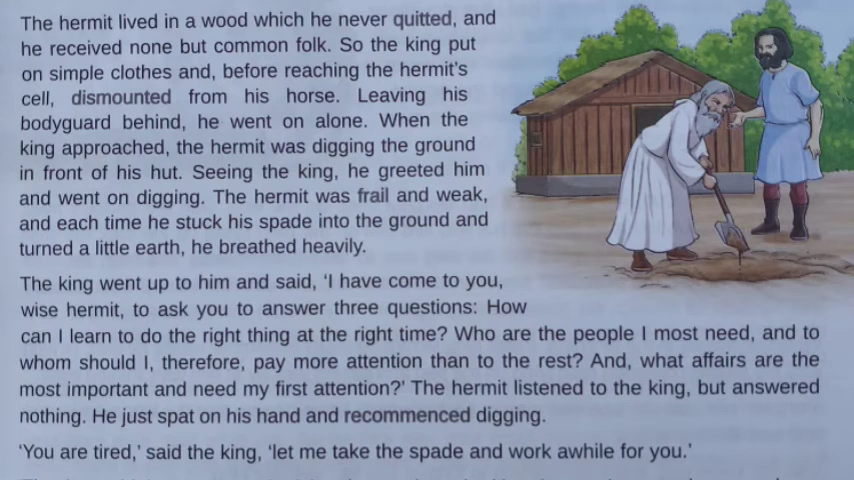 The hermit lived in a wood which he never quitted, and
he received none but common folk. So the king put
on simple clothes and, before reaching the hermit's
cell, dismounted from his horse. Leaving his
bodyguard behind, he went on alone. When the
king approached, the hermit was digging the ground
in front of his hut. Seeing the king, he greeted him
and went on digging. The hermit was frail and weak,
and each time he stuck his spade into the ground and
turned a little earth, he breathed heavily.
The king went up to him and said, ‘I have come to you,
wise hermit, to ask you to answer three questions: How
can I learn to do the right thing at the right time? Who are the people I most need, and to
whom should I, therefore, pay more attention than to the rest? And, what affairs are the
most important and need my first attention?’ The hermit listened to the king, but answered
nothing. He just spat on his hand and recommenced digging.
‘You are tired,’ said the king, ‘let me take the spade and work awhile for you.’